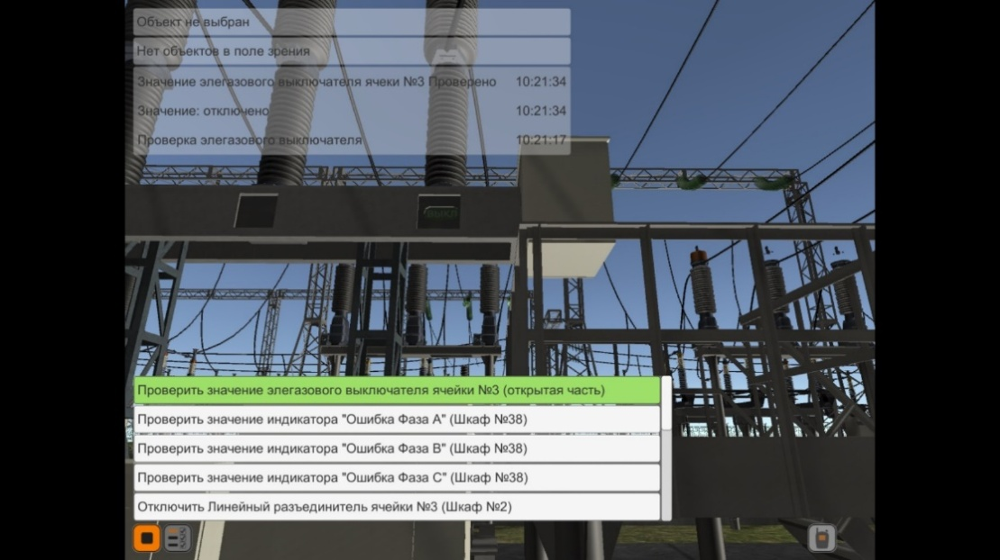 Объект не выбран
Нет объектов в поле зрения
Значение элегазового выключателя ячеки №3 Проверено 10:21:34
Значение: отключено 10:21:34
Проверка элегазового выключателя 10:21:17
ВЫКЛ
Проверить значение элегазового выключателя ячейки №3 (открытая часть)
Проверить значение индикатора "Ошибка Фаза А" (Шкаф №38)
Проверить значение индикатора "Ошибка Фаза В" (Шкаф №38)
Проверить значение индикатора "Ошибка Фаза С" (Шкаф №38)
Отключить Линейный разъединитель ячейки №3 (Шкаф №2)